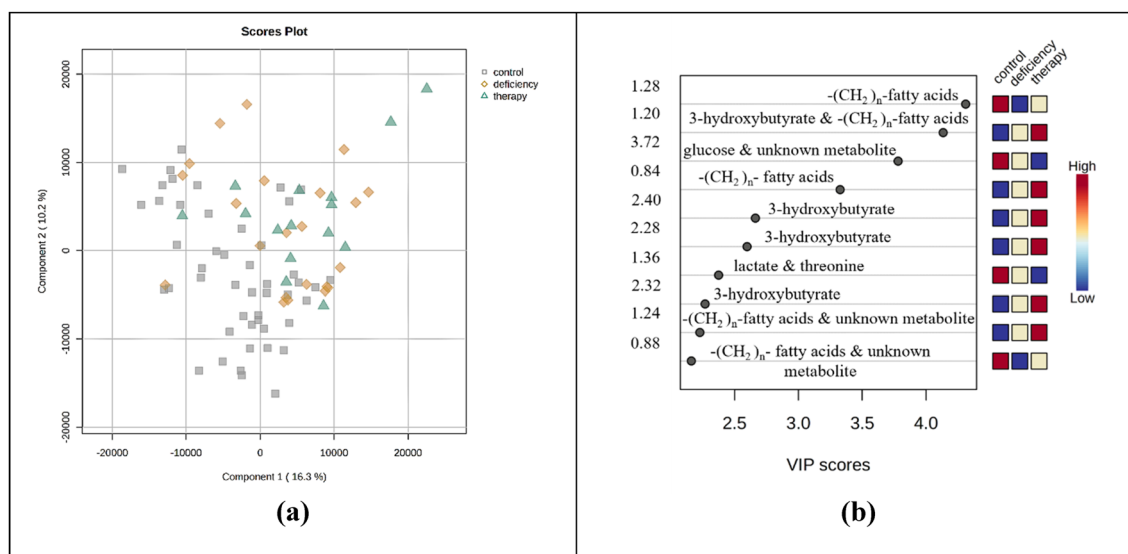 Scores Plot
control
deficiency
therapy
20000
10000
0
-10000
-20000
Component 2 ( 10.2 %)
-20000
-10000
0
10000
20000
Component 1 ( 16.3 %)
(a)
control
deficiency
therapy
1.28
-(CH2)n-fatty acids
1.20
3-hydroxybutyrate & -(CH2)n-fatty acids
3.72
glucose & unknown metabolite
0.84
-(CH2)n- fatty acids
2.40
3-hydroxybutyrate
2.28
3-hydroxybutyrate
1.36
lactate & threonine
2.32
3-hydroxybutyrate
1.24
-(CH2)n-fatty acids & unknown metabolite
0.88
-(CH2)n- fatty acids & unknown
metabolite
High
Low
2.5
3.0
3.5
4.0
VIP scores
(b)